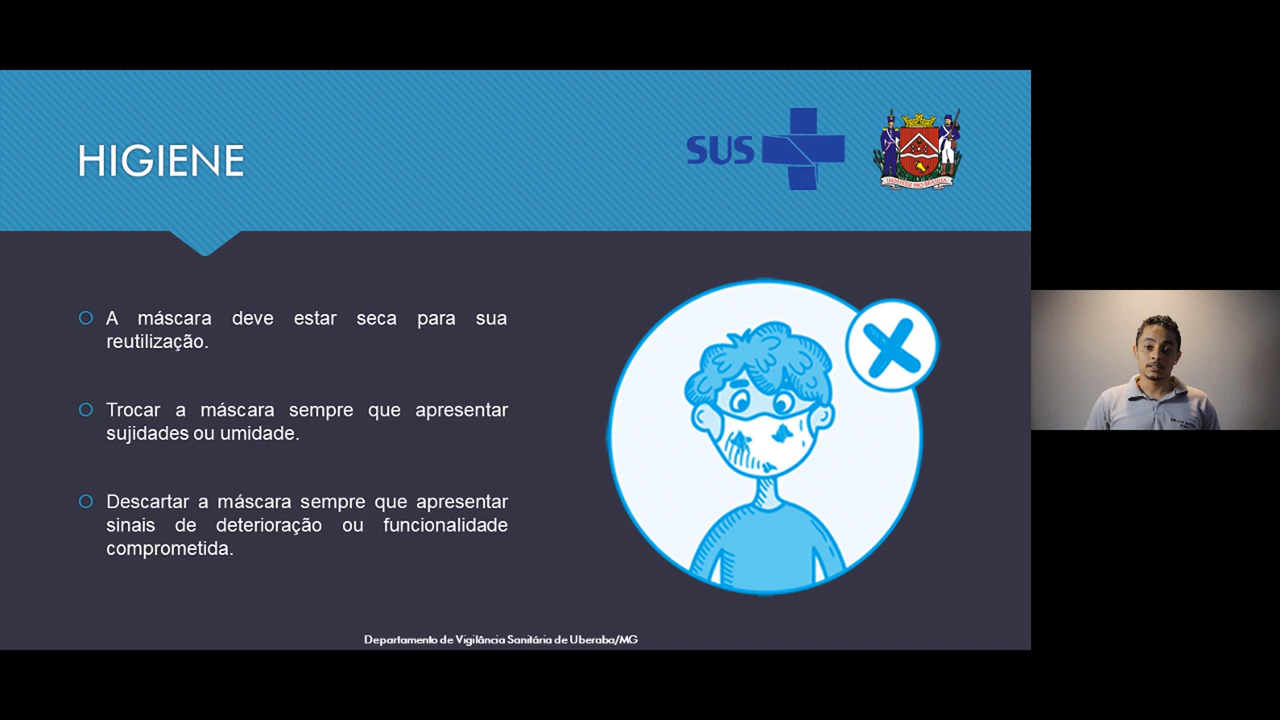 HIGIENE
SUS
A máscara deve estar seca para sua
reutilização.
Trocar a máscara sempre que apresentar
sujidades ou umidade.
Descartar a máscara sempre que apresentar
sinais de deterioração ou funcionalidade
comprometida.
Departamento de Vigilância Sanitária de Uberaba/MG